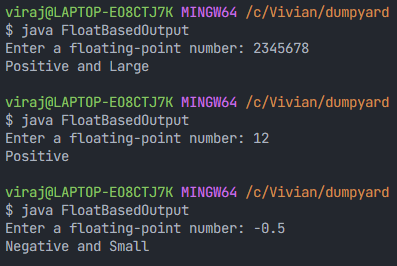 viraj@LAPTOP-EO8CTJ7K MINGW64 /c/Vivian/dumpyard
$ java FloatBasedOutput
Enter a floating-point number: 2345678
Positive and Large
viraj@LAPTOP-EO8CTJ7K MINGW64 /c/Vivian/dumpyard
$ java FloatBasedOutput
Enter a floating-point number: 12
Positive
viraj@LAPTOP-EO8CTJ7K MINGW64 /c/Vivian/dumpyard
$ java FloatBasedOutput
Enter a floating-point number: -0.5
Negative and Small